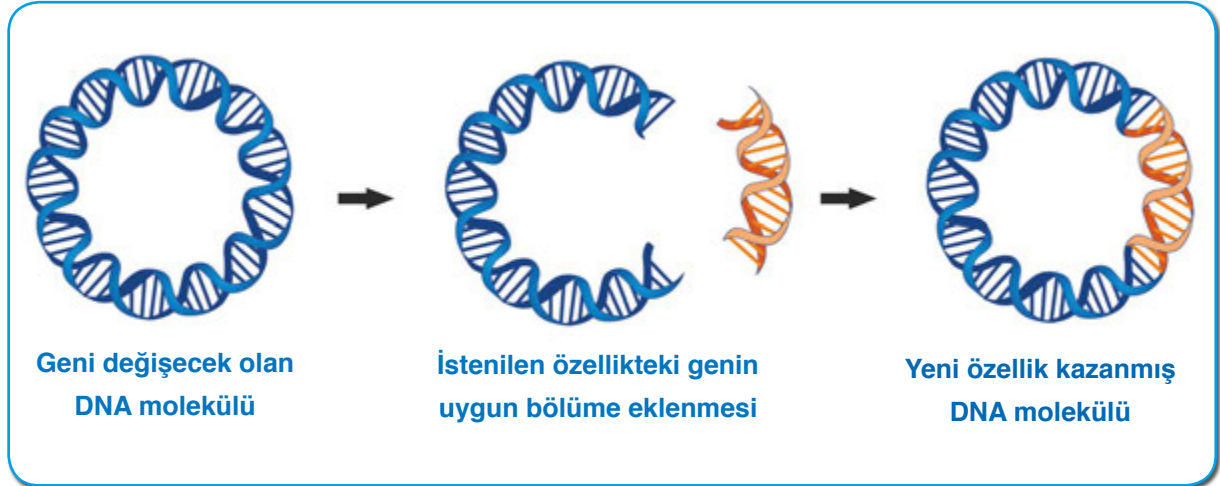 Geni değişecek olan
DNA molekülü
İstenilen özellikteki genin
uygun bölüme eklenmesi
Yeni özellik kazanmış
DNA molekülü